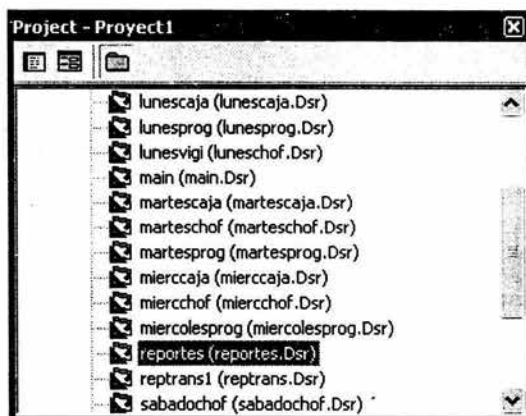 Project - Proyect1
lunescaja (lunescaja.Dsr)
lunesprog (lunesprog.Dsr)
lunesvigi (luneschof.Dsr)
main (main.Dsr)
martescaja (martescaja.Dsr)
marteschof (marteschof.Dsr)
martesprog (martesprog.Dsr)
mierccaja (mierccaja.Dsr)
miercchof (miercchof.Dsr)
miercolesprog (miercolesprog.Dsr)
reportes (reportes.Dsr)
reptrans1 (reptrans.Dsr)
sabadochof (sabadochof.Dsr)